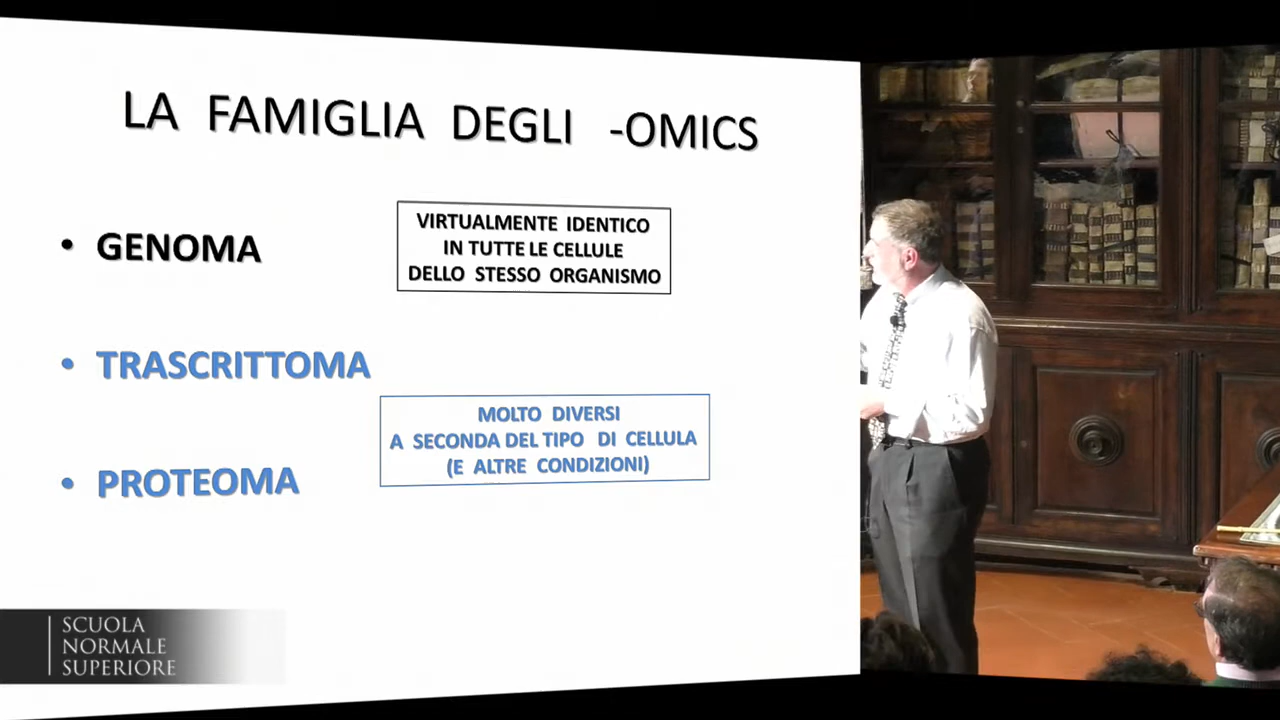 LA FAMIGLIA DEGLI -OMICS
• GENOMA
VIRTUALMENTE IDENTICO
IN TUTTE LE CELLULE
DELLO STESSO ORGANISMO
• TRASCRITTOMA
MOLTO DIVERSI
A SECONDA DEL TIPO DI CELLULA
(E ALTRE CONDIZIONI)
• PROTEOMA
SCUOLA
NORMALE
SUPERIORE